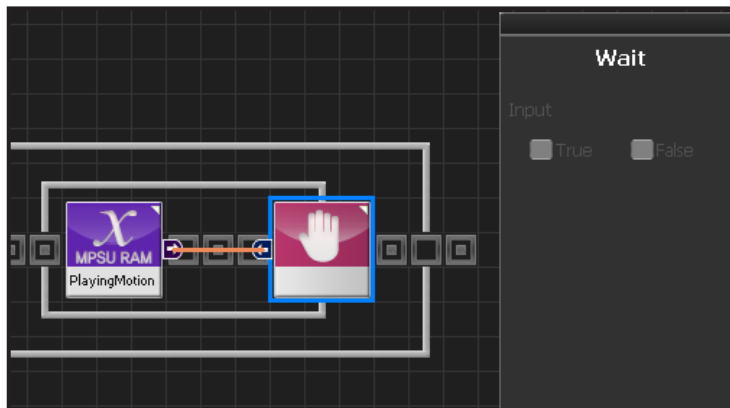 Wait
Input
True False
X
MPSU RAM
PlayingMotion